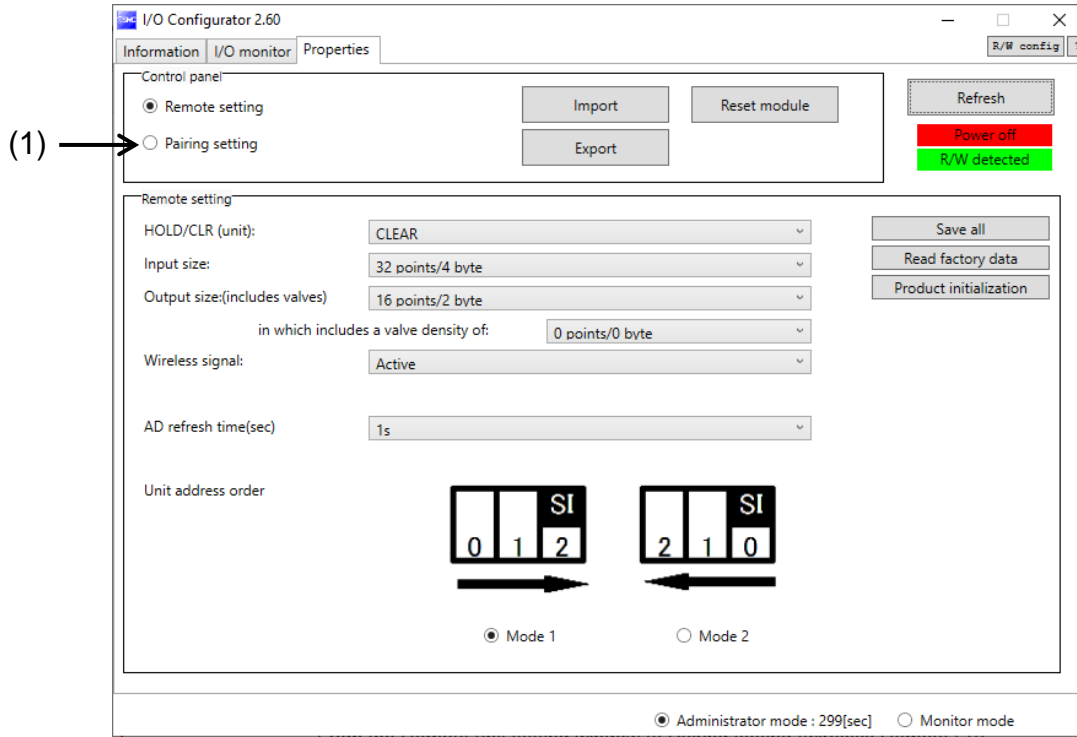 SMC I/O Configurator 2.60
Information I/O monitor Properties
R/W config
Control panel
Remote setting Import Reset module Refresh
(1) Pairing setting Export
Power off
R/W detected
Remote setting
HOLD/CLR (unit): CLEAR Save all
Input size: 32 points/4 byte Read factory data
Output size:(includes valves) 16 points/2 byte Product initialization
in which includes a valve density of: 0 points/0 byte
Wireless signal: Active
AD refresh time(sec) 1s
Unit address order
SI SI
0 1 2 2 1 0
Mode 1 Mode 2
Administrator mode : 299[sec] Monitor mode